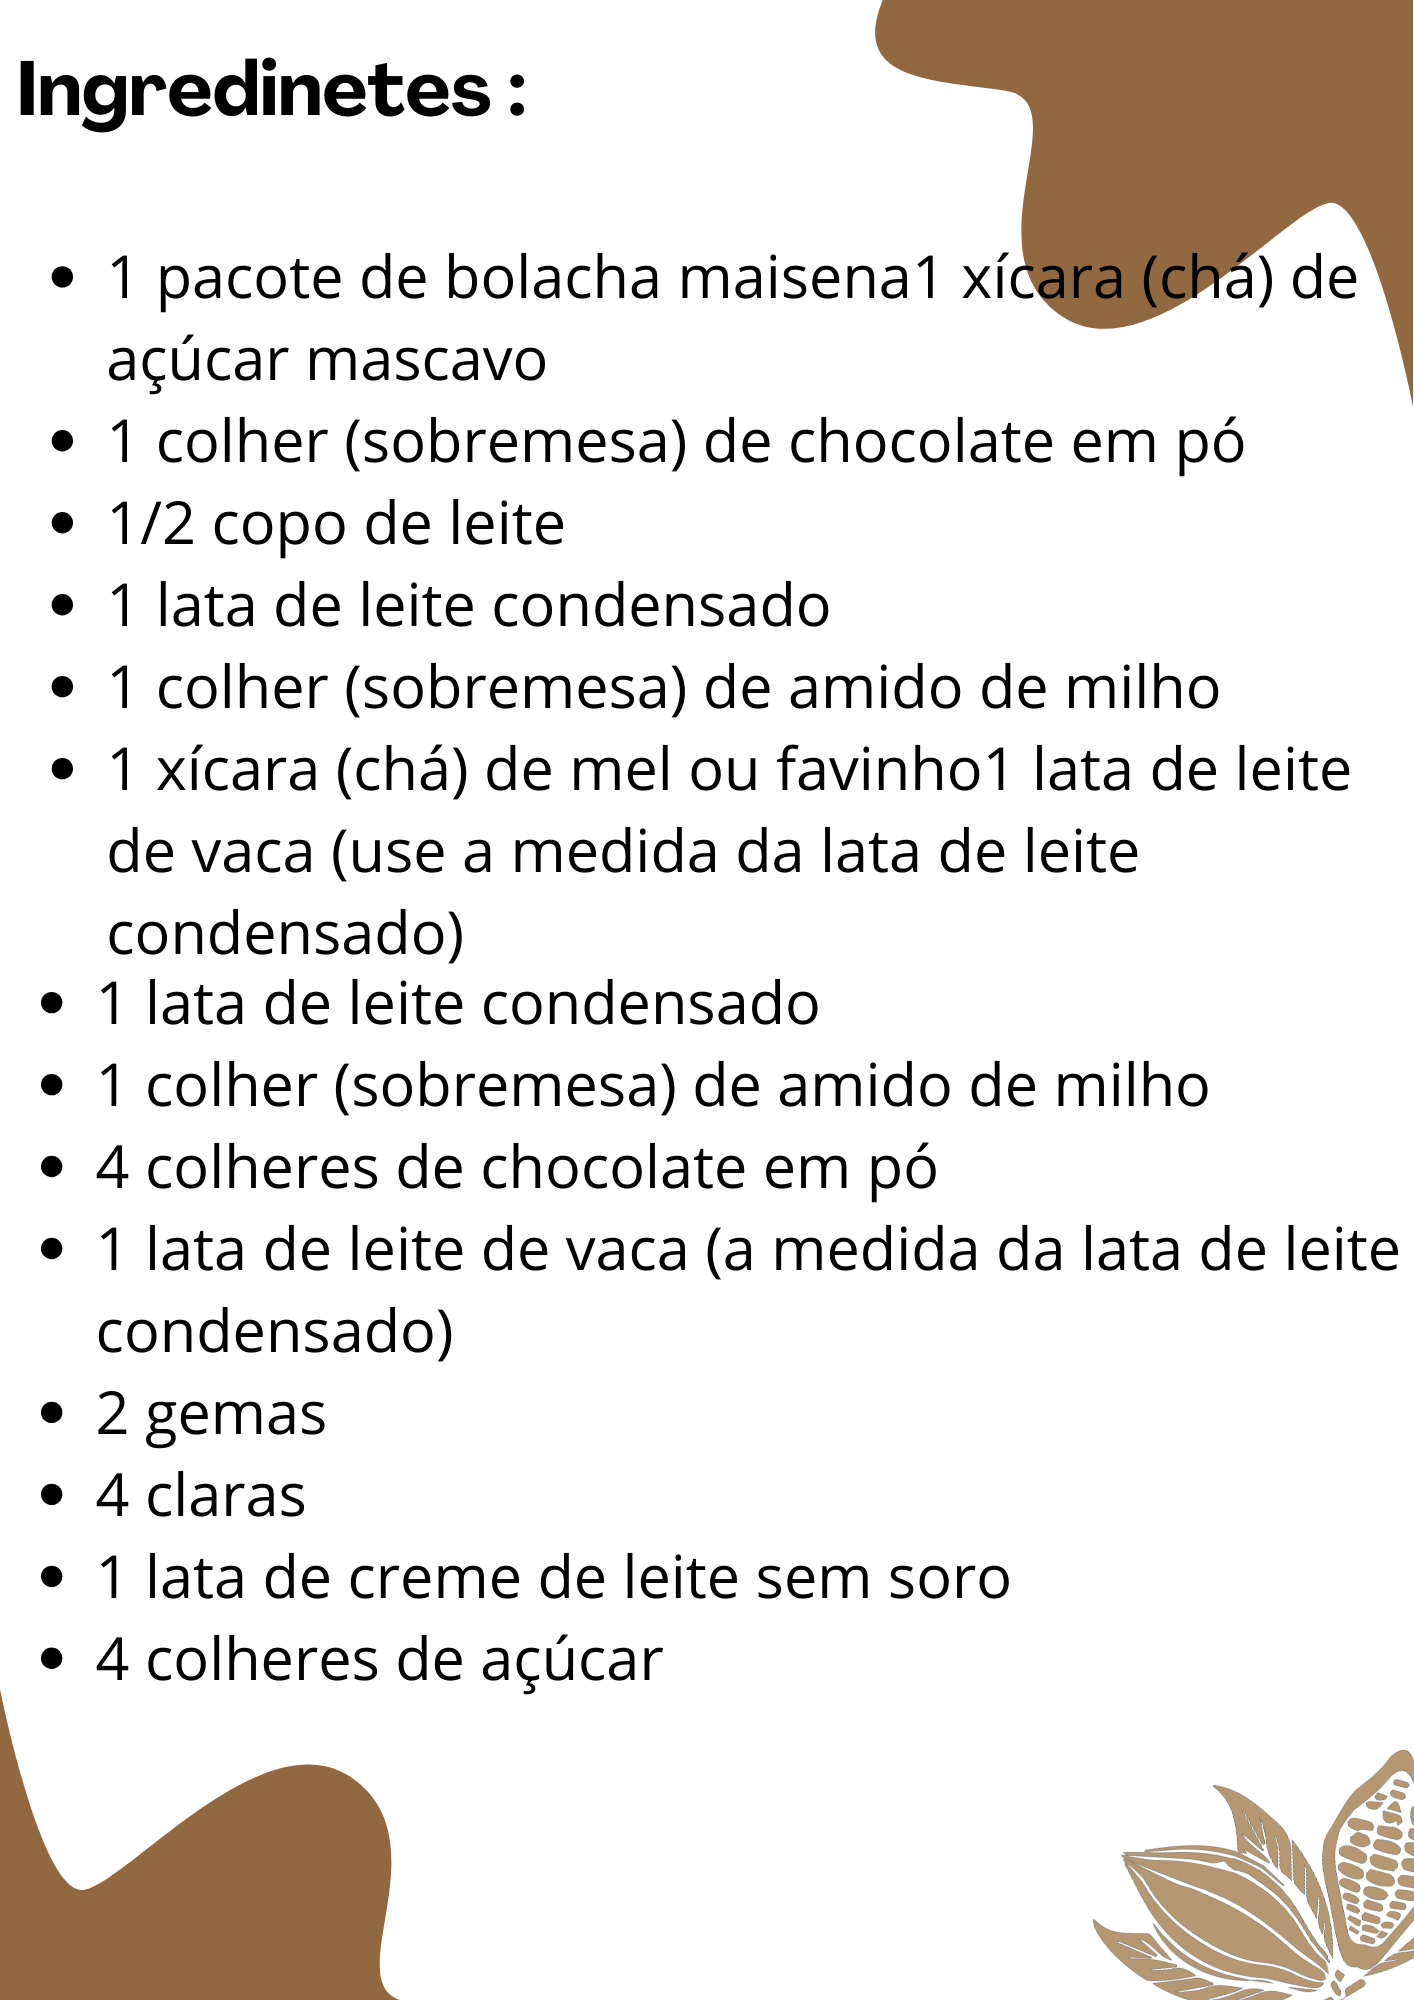 Ingredinetes :
• 1 pacote de bolacha maisena1 xícara (chá) de
açúcar mascavo
• 1 colher (sobremesa) de chocolate em pó
• 1/2 copo de leite
• 1 lata de leite condensado
• 1 colher (sobremesa) de amido de milho
• 1 xícara (chá) de mel ou favinho1 lata de leite
de vaca (use a medida da lata de leite
condensado)
• 1 lata de leite condensado
• 1 colher (sobremesa) de amido de milho
• 4 colheres de chocolate em pó
• 1 lata de leite de vaca (a medida da lata de leite
condensado)
• 2 gemas
• 4 claras
• 1 lata de creme de leite sem soro
• 4 colheres de açúcar